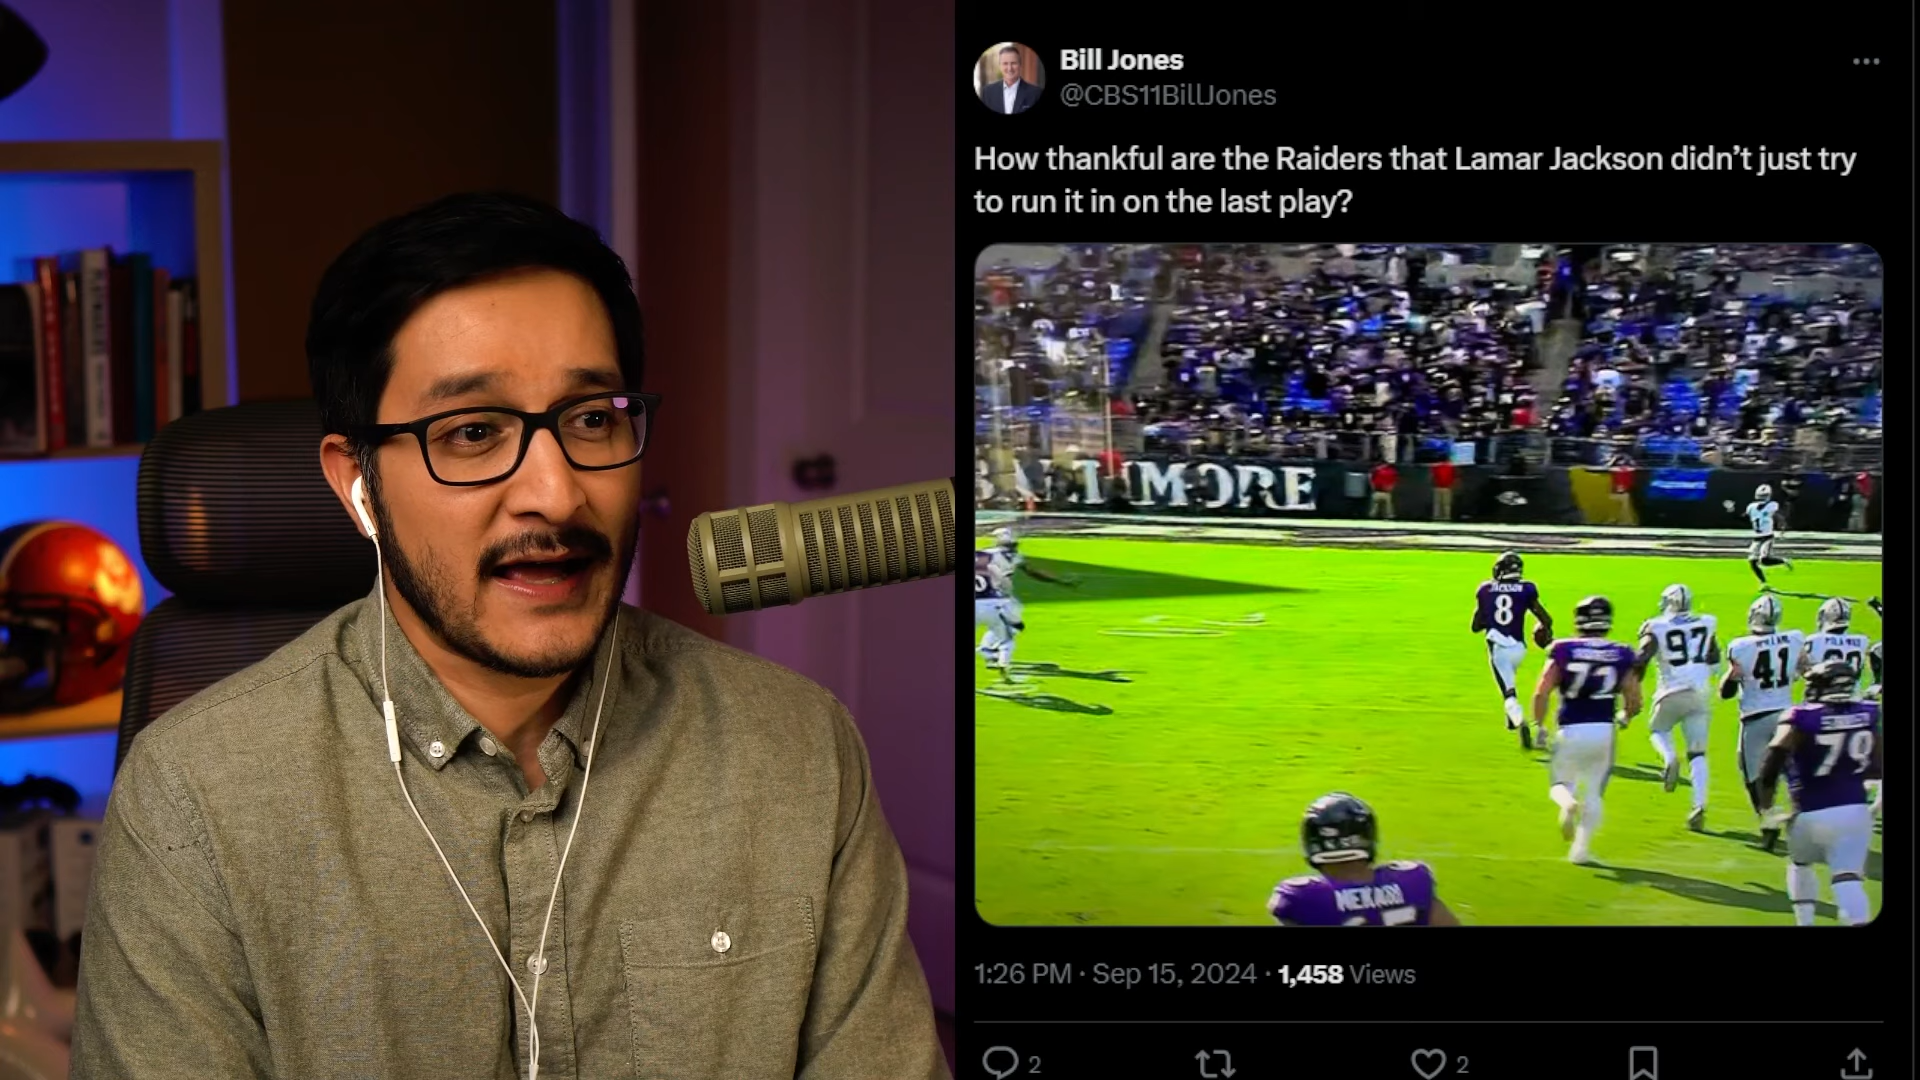 Bill Jones
@CBS11BillJones
How thankful are the Raiders that Lamar Jackson didn't just try
to run it in on the last play?
BALTIMORE
JACKSON
8
72
97
41
79
MEKARI
1:26 PM · Sep 15, 2024 · 1,458 Views
2
2